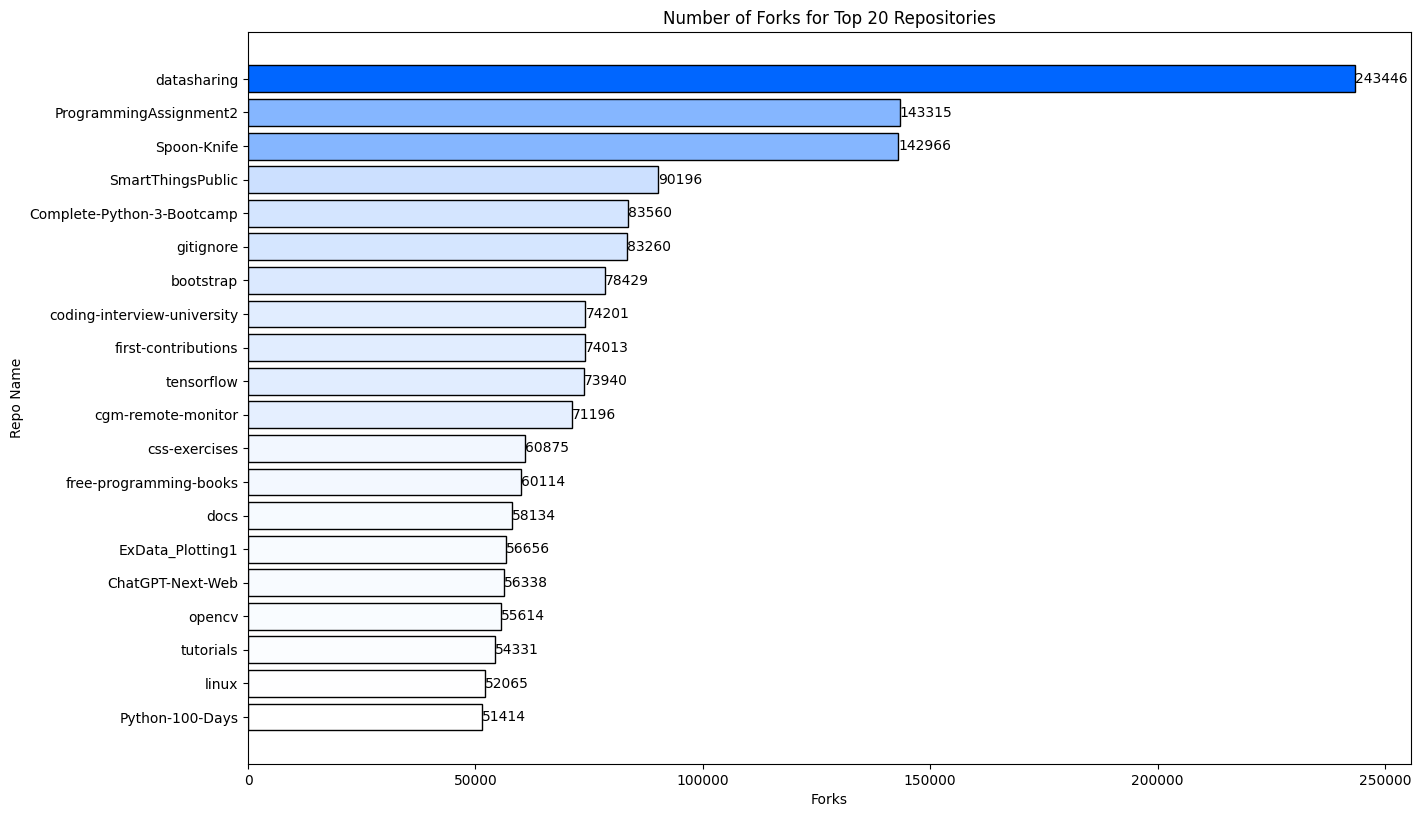 Number of Forks for Top 20 Repositories
datasharing 243446
ProgrammingAssignment2 143315
Spoon-Knife 142966
SmartThingsPublic 90196
Complete-Python-3-Bootcamp 83560
gitignore 83260
bootstrap 78429
coding-interview-university 74201
first-contributions 74013
tensorflow 73940
cgm-remote-monitor 71196
css-exercises 60875
free-programming-books 60114
docs 58134
ExData_Plotting1 56656
ChatGPT-Next-Web 56338
opencv 55614
tutorials 54331
linux 52065
Python-100-Days 51414
Repo Name
0 50000 100000 150000 200000 250000
Forks